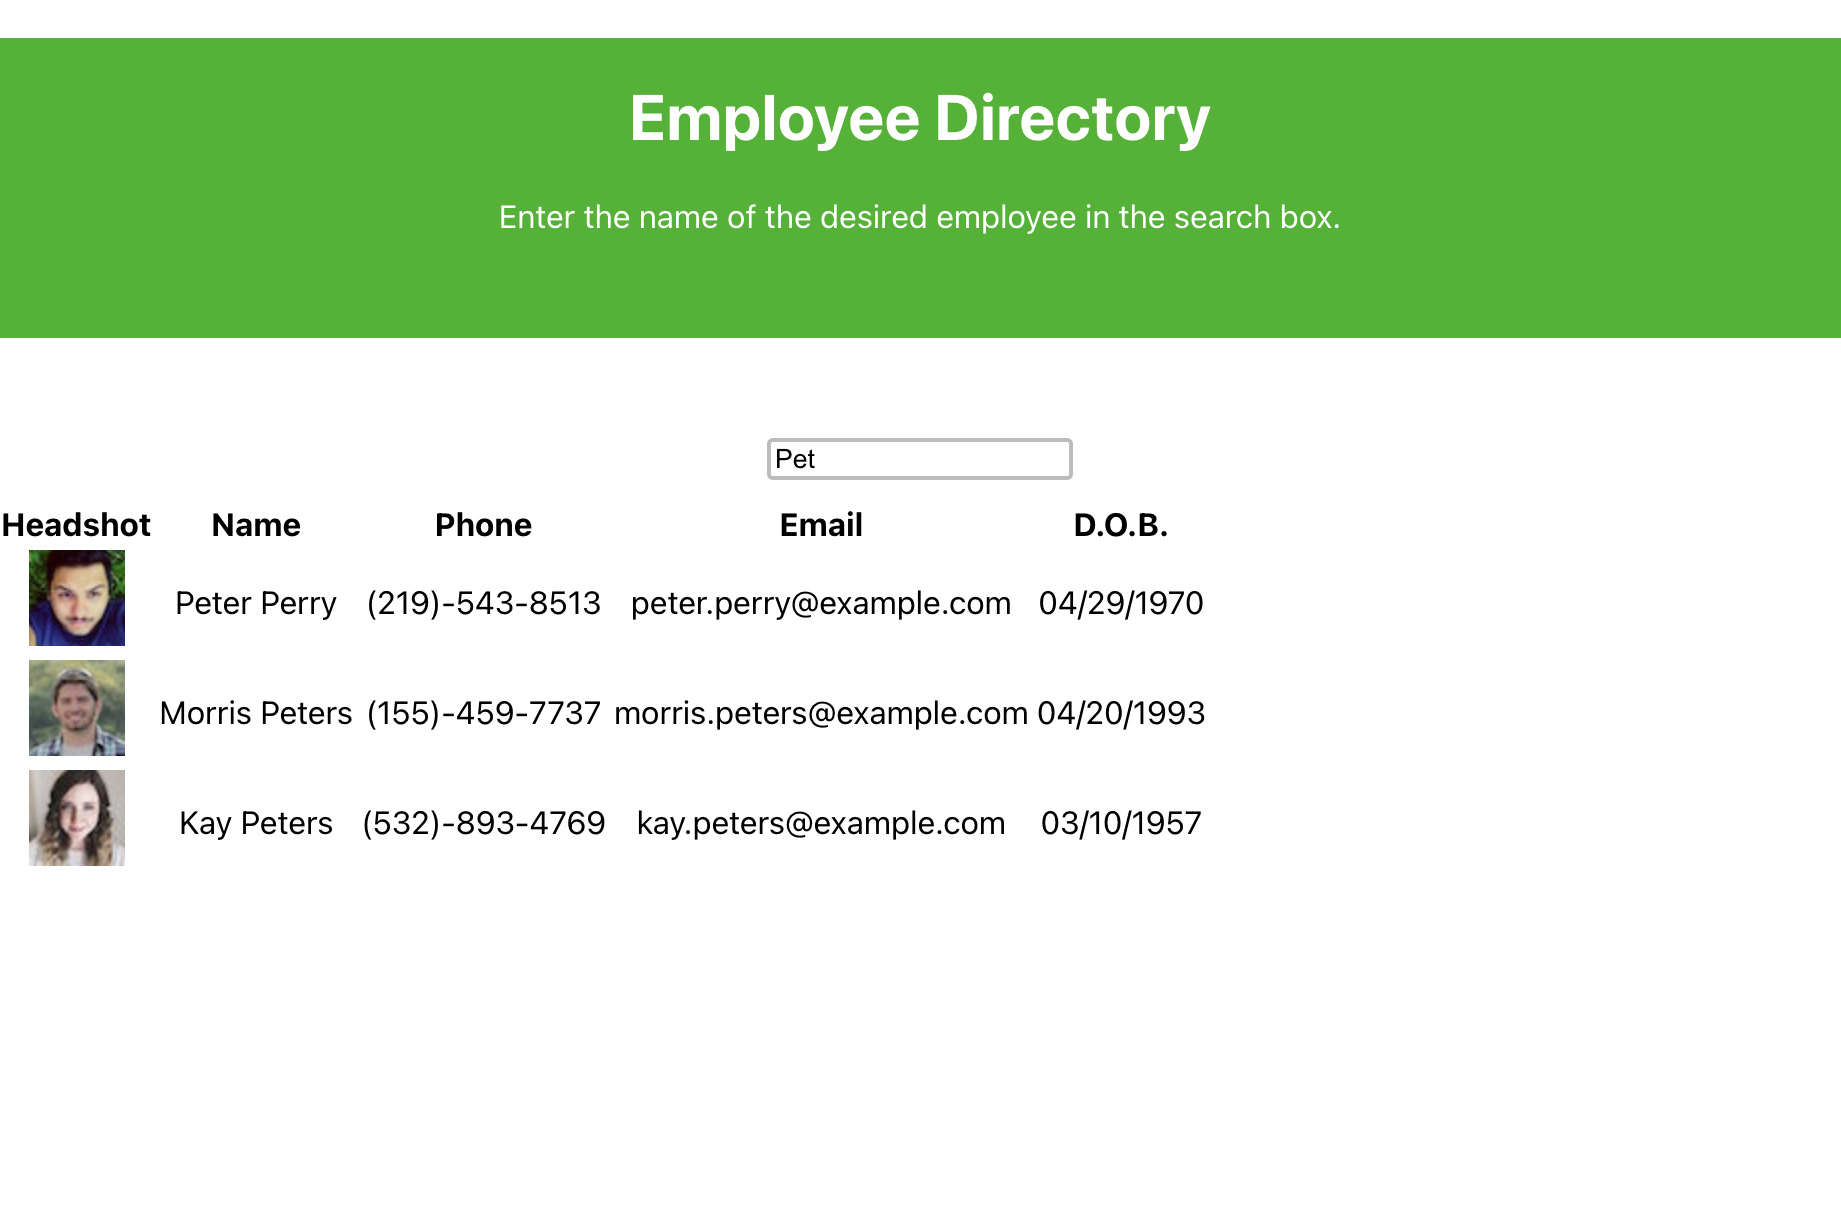 Employee Directory
Enter the name of the desired employee in the search box.
Pet
Headshot Name Phone Email D.O.B.
Peter Perry (219)-543-8513 peter.perry@example.com 04/29/1970
Morris Peters (155)-459-7737 morris.peters@example.com 04/20/1993
Kay Peters (532)-893-4769 kay.peters@example.com 03/10/1957